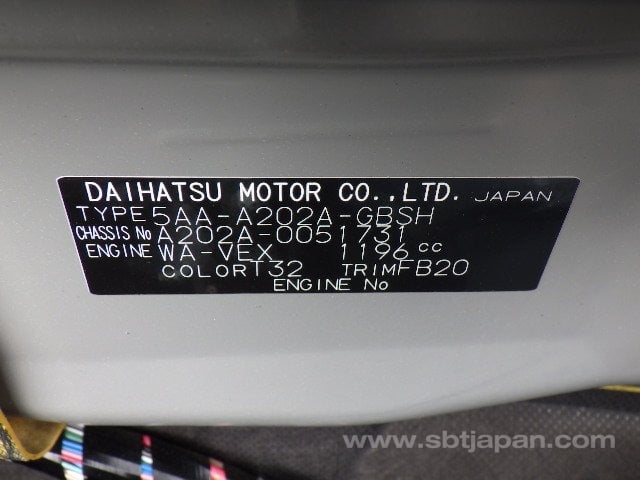 DAIHATSU MOTOR CO.,LTD. JAPAN
TYPE 5AA-A202A-GBSH
CHASSIS No A202A-0051731
ENGINE WA-VEX 1196 cc
COLOR T32 TRIM FB20
ENGINE No
www.sbtjapan.com